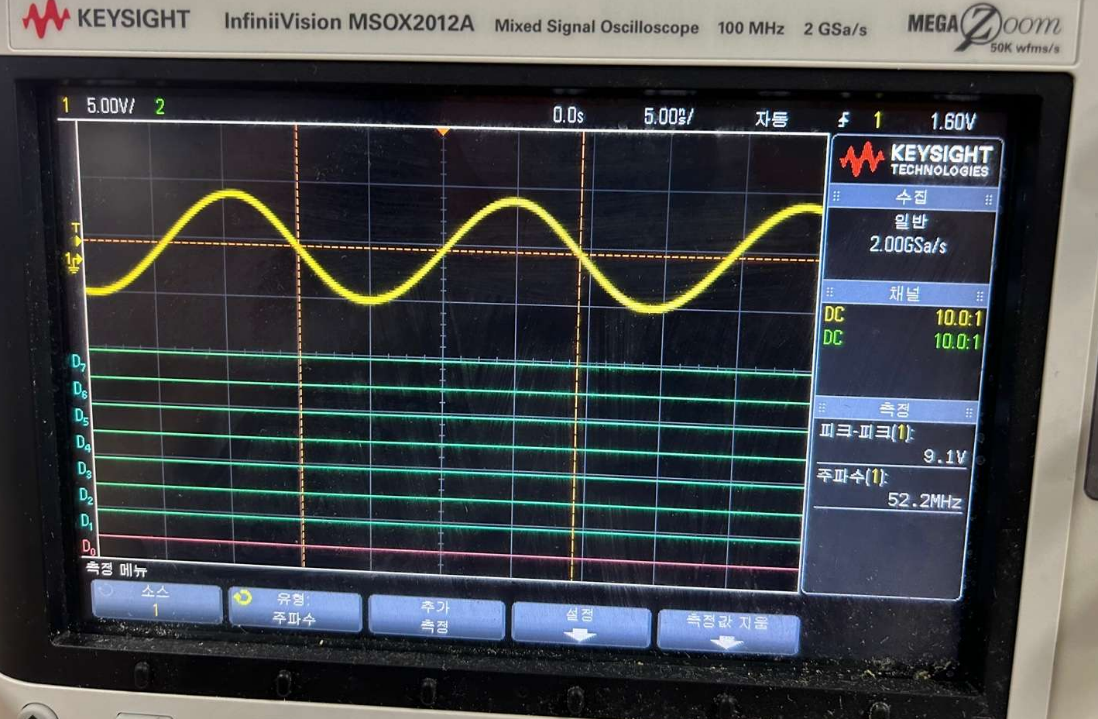 KEYSIGHT InfiniiVision MSOX2012A Mixed Signal Oscilloscope 100 MHz 2 GSa/s MEGA Zoom
50K wfms/s
1 5.00V/ 2 0.0s 5.00ns/ 자동 1 1.60V
KEYSIGHT
TECHNOLOGIES
수집
일반
2.00GSa/s
채널
DC 10.0:1
DC 10.0:1
측정
피크-피크(1):
9.1V
주파수(1):
52.2MHz
T
1
D7
D6
D5
D4
D3
D2
D1
D0
측정 메뉴
소스
1
유형:
주파수
추가
측정
설정
측정값 지움